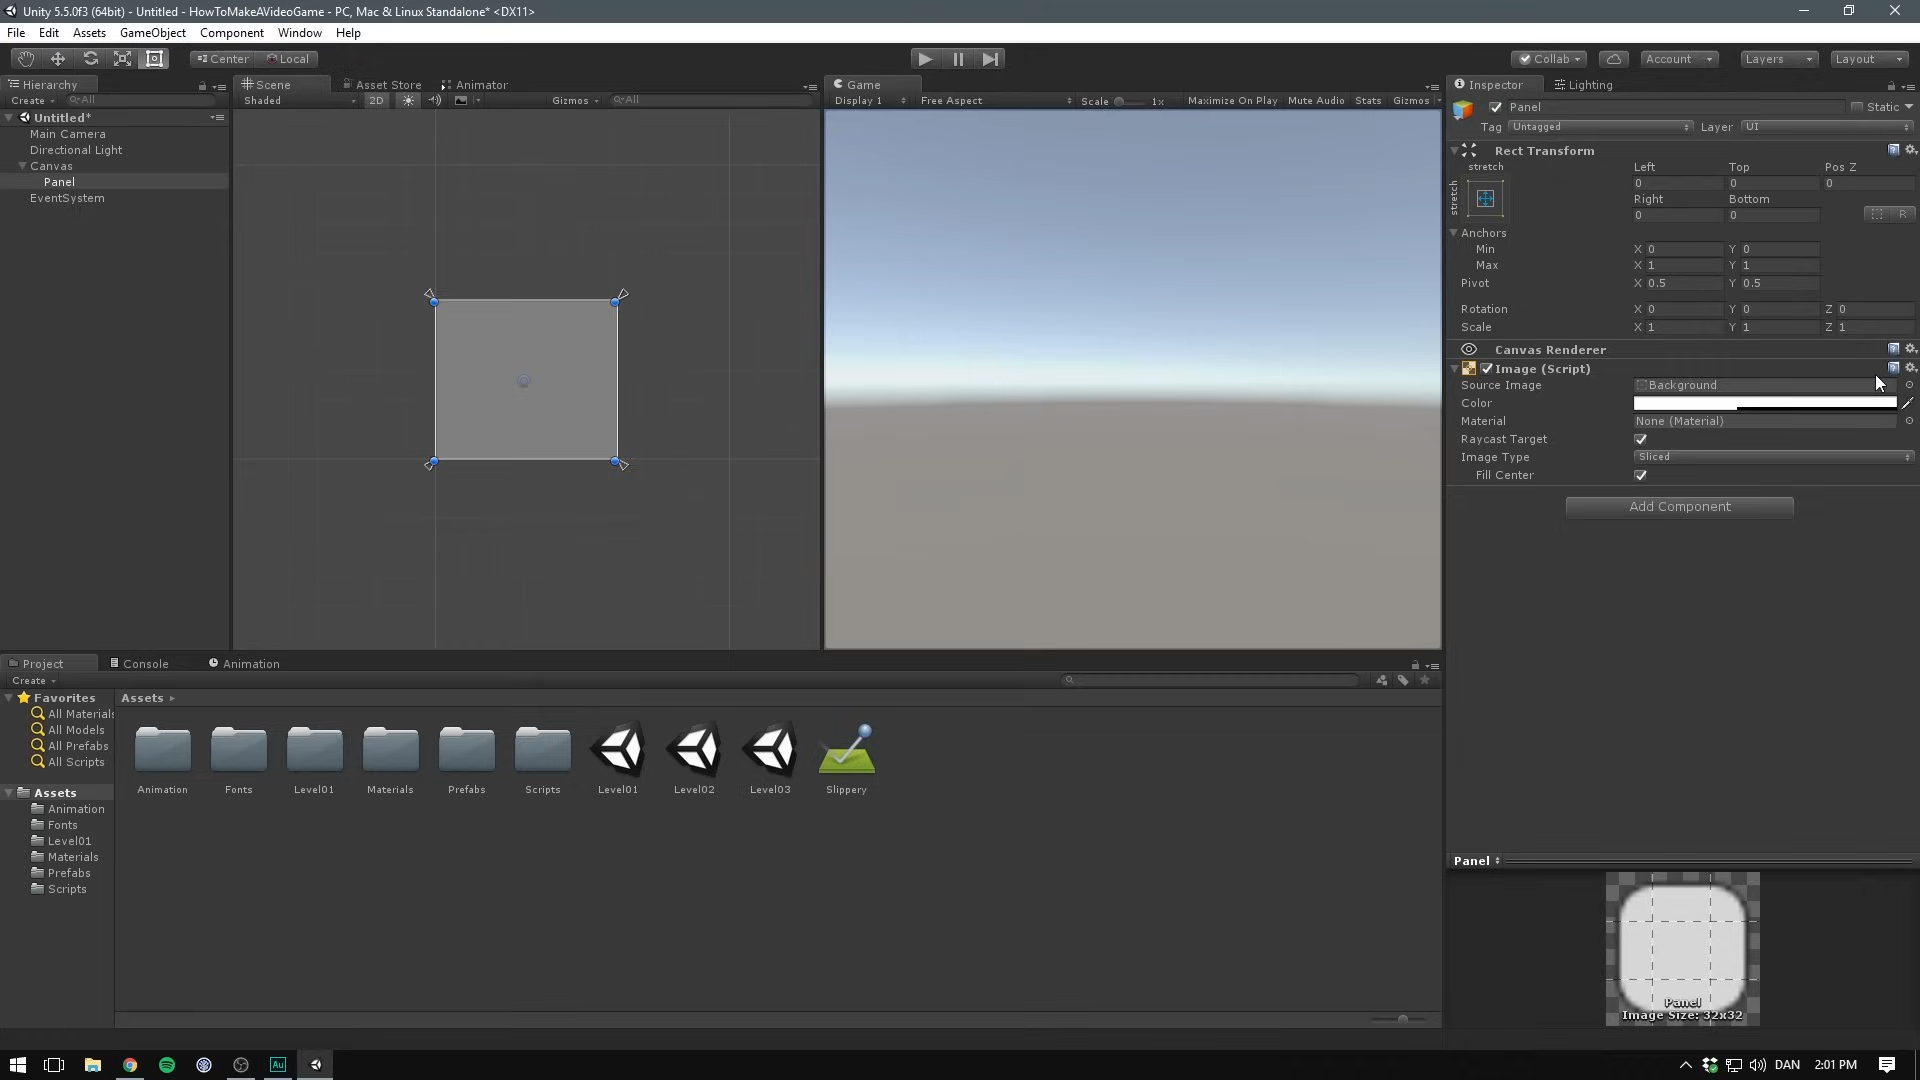 Unity 5.5.0f3 (64bit) - Untitled - HowToMakeAVideoGame - PC, Mac & Linux Standalone* <DX11>
File Edit Assets GameObject Component Window Help
Center Local Collab Account Layers Layout
Hierarchy Scene Asset Store Animator Game Inspector Lighting
Create All Shaded 2D Gizmos All Display 1 Free Aspect Scale 1x Maximize On Play Mute Audio Stats Gizmos
Panel Static
Untitled*
Tag Untagged Layer UI
Main Camera
Directional Light
Canvas
Panel
EventSystem
Rect Transform
stretch Left Top Pos Z
stretch 0 0 0
Right Bottom
0 0 R
Anchors
Min X 0 Y 0
Max X 1 Y 1
Pivot X 0.5 Y 0.5
Rotation X 0 Y 0 Z 0
Scale X 1 Y 1 Z 1
Canvas Renderer
Image (Script)
Source Image Background
Color
Material None (Material)
Raycast Target
Image Type Sliced
Fill Center
Add Component
Project Console Animation
Create
Favorites
All Materials
All Models
All Prefabs
All Scripts
Assets
Animation
Fonts
Level01
Materials
Prefabs
Scripts
Assets
Animation Fonts Level01 Materials Prefabs Scripts Level01 Level02 Level03 Slippery
Panel
Panel
Image Size: 32x32
Au DAN 2:01 PM